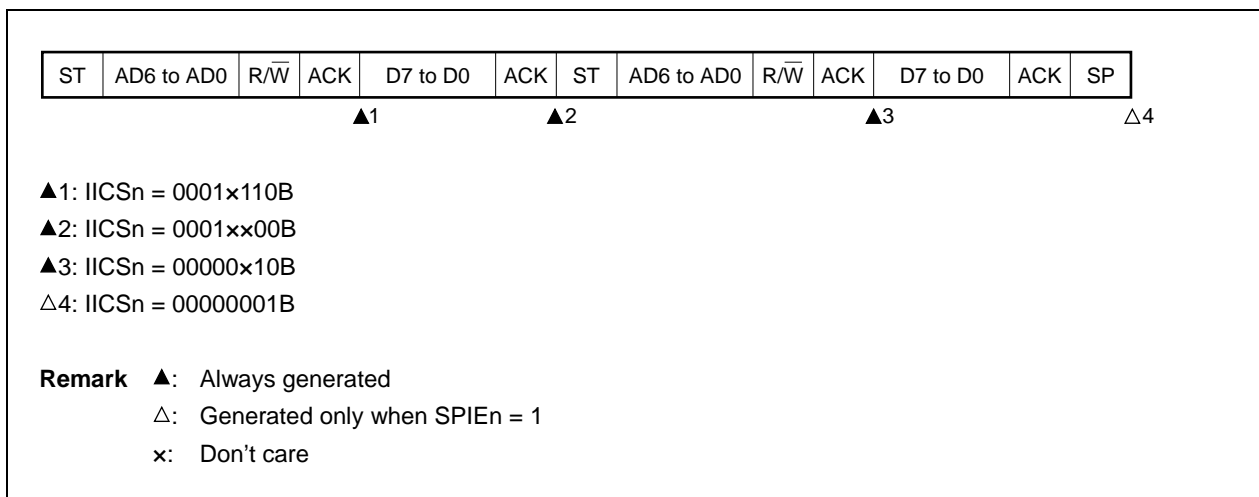 ST AD6 to AD0 R/W̅ ACK D7 to D0 ACK ST AD6 to AD0 R/W̅ ACK D7 to D0 ACK SP
▲1 ▲2 ▲3 △4
▲1: IICSn = 0001×110B
▲2: IICSn = 0001××00B
▲3: IICSn = 00000×10B
△4: IICSn = 00000001B
Remark ▲: Always generated
△: Generated only when SPIEn = 1
×: Don't care